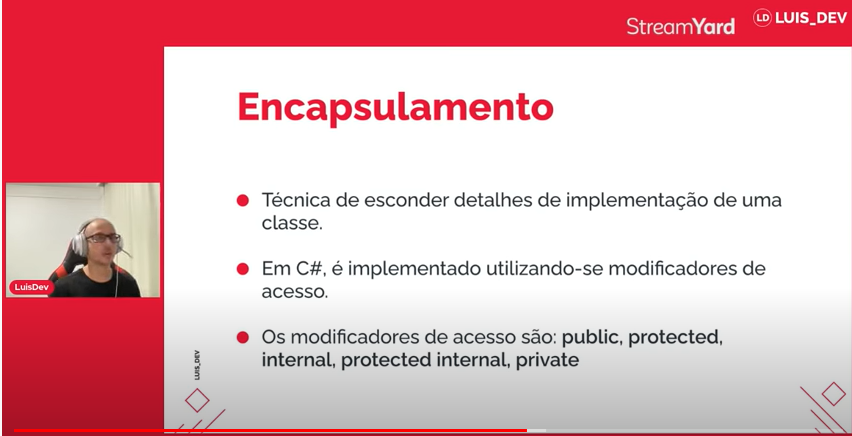 StreamYard
LD LUIS_DEV
Encapsulamento
Técnica de esconder detalhes de implementação de uma
classe.
Em C#, é implementado utilizando-se modificadores de
acesso.
Os modificadores de acesso são: public, protected,
internal, protected internal, private
LuisDev
LUIS_DEV